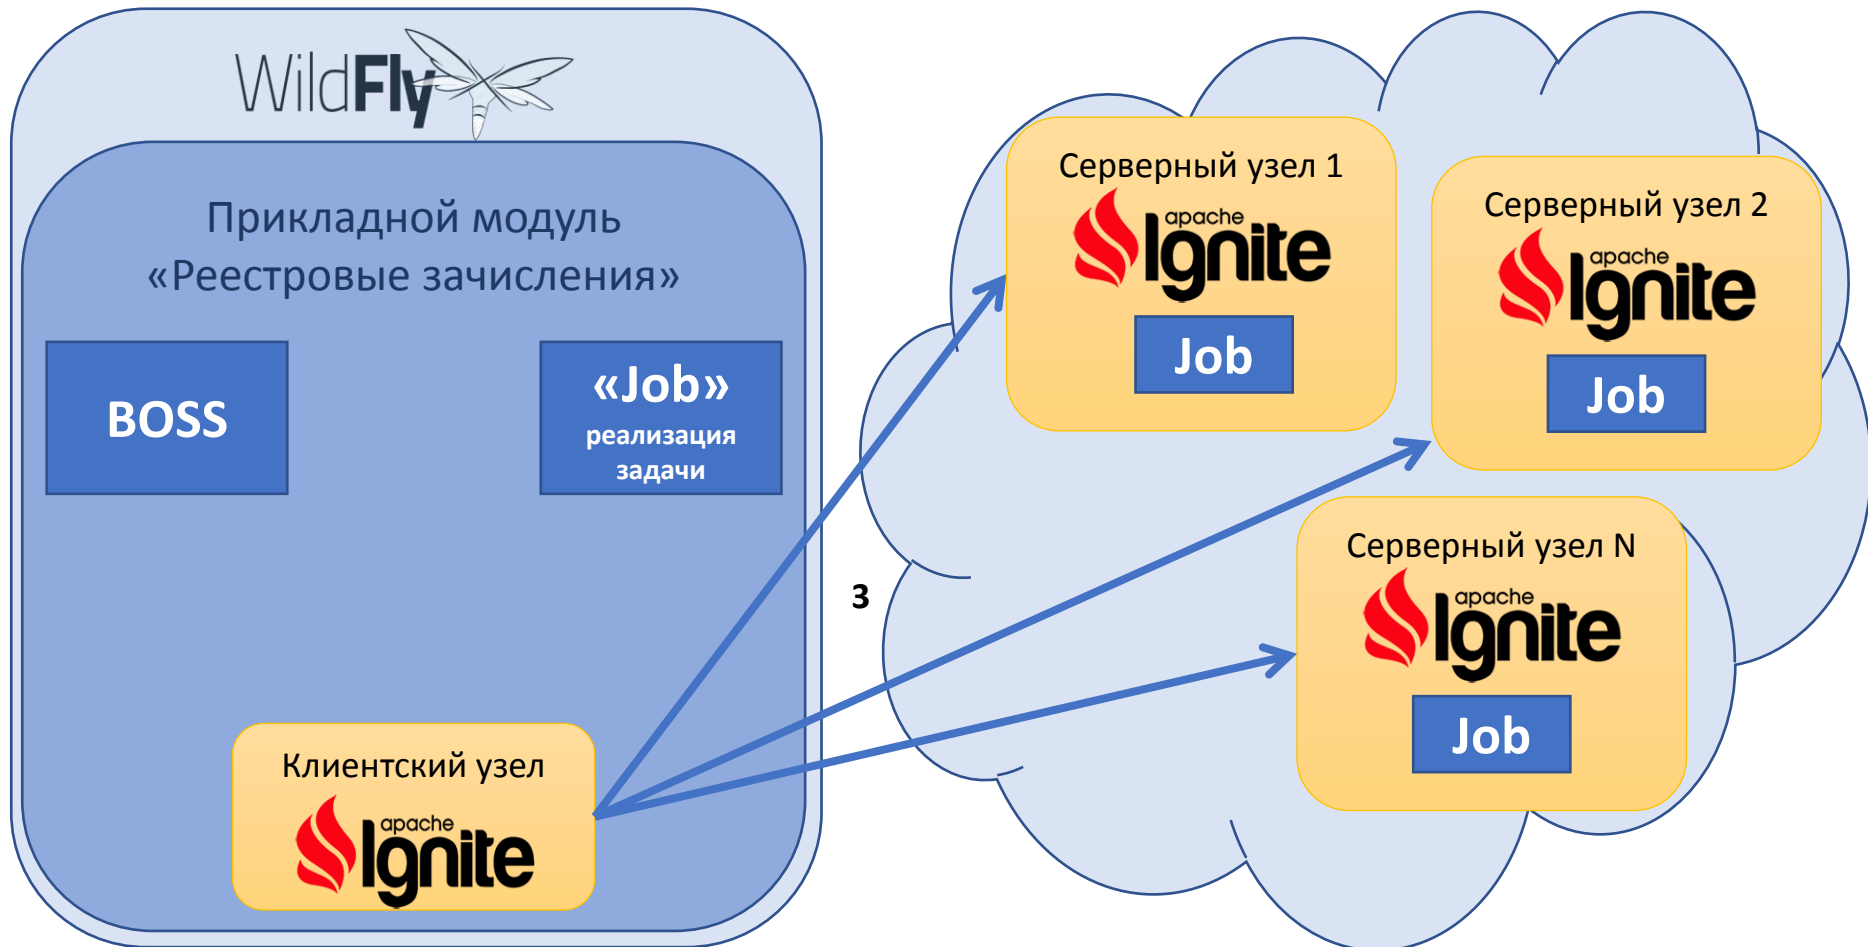 WildFly
Прикладной модуль
«Реестровые зачисления»
BOSS
«Job»
реализация
задачи
Клиентский узел
apache
Ignite
3
Серверный узел 1
apache
Ignite
Job
Серверный узел 2
apache
Ignite
Job
Серверный узел N
apache
Ignite
Job